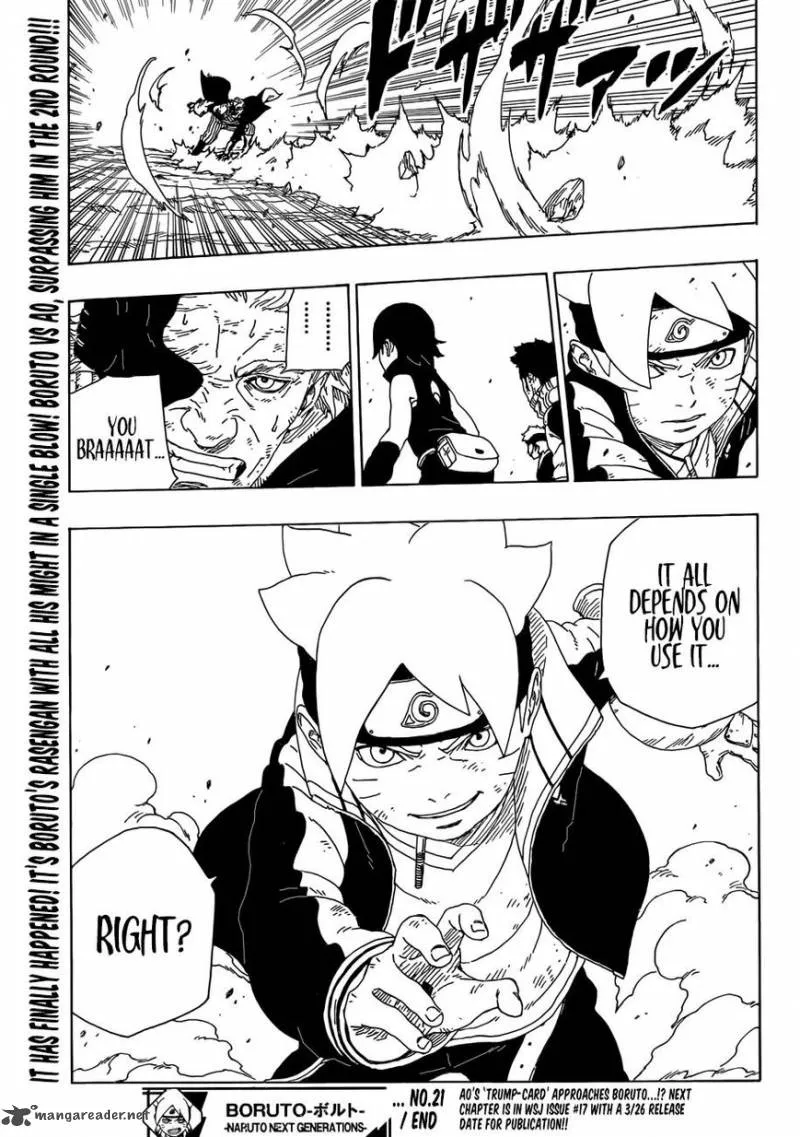 IT HAS FINALLY HAPPENED! IT'S BORUTO'S RASENGAN WITH ALL HIS MIGHT IN A SINGLE BLOW! BORUTO VS AO, SURPASSING HIM IN THE 2ND ROUND!!!
ドザザァッ
.......
.......
YOU
BRAAAAAT...
IT ALL
DEPENDS ON
HOW YOU
USE IT...
RIGHT?
BORUTO-ボルト-
-NARUTO NEXT GENERATIONS-
... NO.21
/ END
AO'S 'TRUMP-CARD' APPROACHES BORUTO...!? NEXT
CHAPTER IS IN WSJ ISSUE #17 WITH A 3/26 RELEASE
DATE FOR PUBLICATION!!
mangareader.net